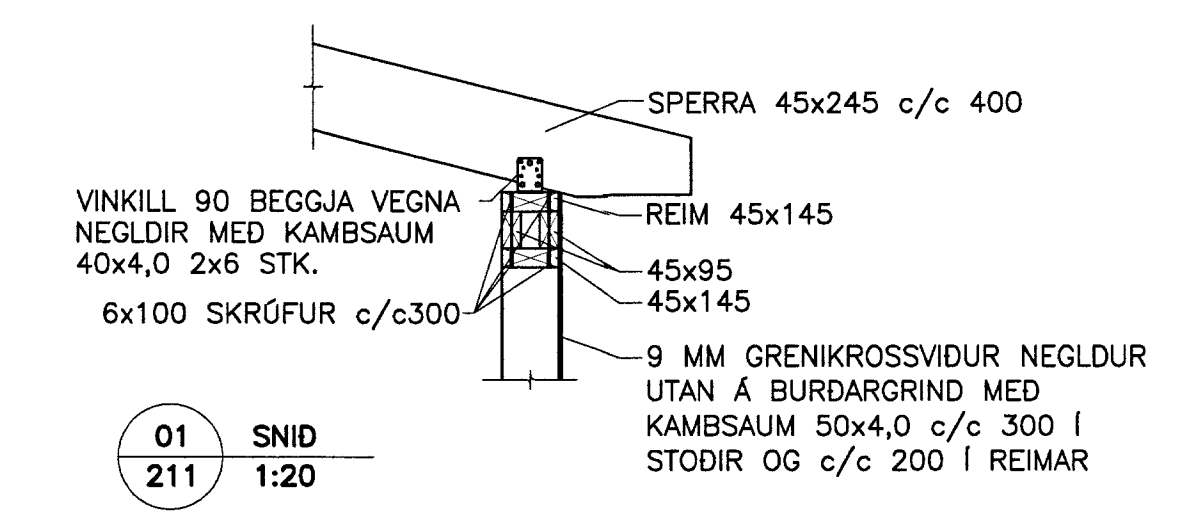 SPERRA 45x245 c/c 400
VINKILL 90 BEGGJA VEGNA
NEGLDIR MEÐ KAMBSAUM
40x4,0 2x6 STK.
6x100 SKRÚFUR c/c300
REIM 45x145
45x95
45x145
9 MM GRENIKROSSVIÐUR NEGLDUR
UTAN Á BURÐARGRIND MEÐ
KAMBSAUM 50x4,0 c/c 300 Í
STOÐIR OG c/c 200 Í REIMAR
01 SNIÐ
211 1:20